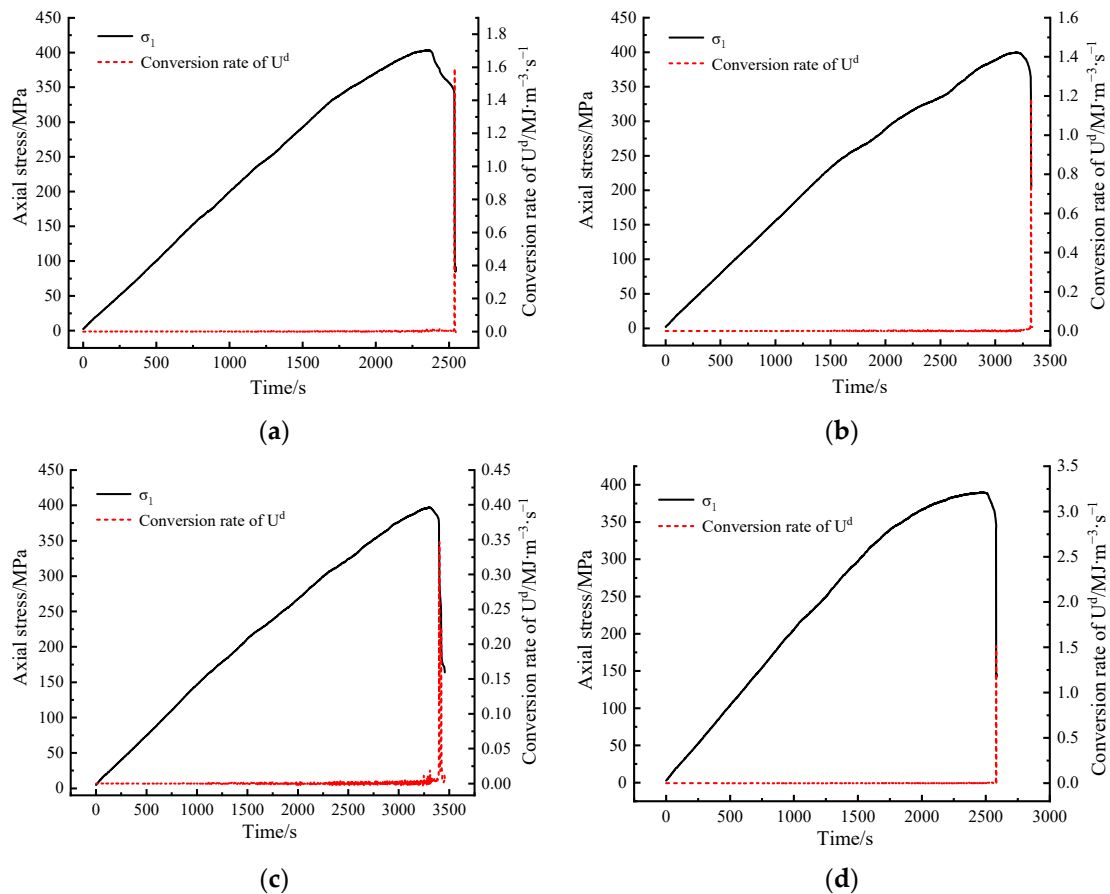 450
400
350
300
250
200
150
100
50
0
Axial stress/MPa
σ₁
Conversion rate of Uᵈ
1.8
1.6
1.4
1.2
1.0
0.8
0.6
0.4
0.2
0.0
Conversion rate of Uᵈ/MJ·m⁻³·s⁻¹
0 500 1000 1500 2000 2500
Time/s
(a)
450
400
350
300
250
200
150
100
50
0
Axial stress/MPa
σ₁
Conversion rate of Uᵈ
1.6
1.4
1.2
1.0
0.8
0.6
0.4
0.2
0.0
Conversion rate of Uᵈ/MJ·m⁻³·s⁻¹
0 500 1000 1500 2000 2500 3000 3500
Time/s
(b)
450
400
350
300
250
200
150
100
50
0
Axial stress/MPa
σ₁
Conversion rate of Uᵈ
0.45
0.40
0.35
0.30
0.25
0.20
0.15
0.10
0.05
0.00
Conversion rate of Uᵈ/MJ·m⁻³·s⁻¹
0 500 1000 1500 2000 2500 3000 3500
Time/s
(c)
400
350
300
250
200
150
100
50
0
Axial stress/MPa
σ₁
Conversion rate of Uᵈ
3.5
3.0
2.5
2.0
1.5
1.0
0.5
0.0
Conversion rate of Uᵈ/MJ·m⁻³·s⁻¹
0 500 1000 1500 2000 2500 3000
Time/s
(d)